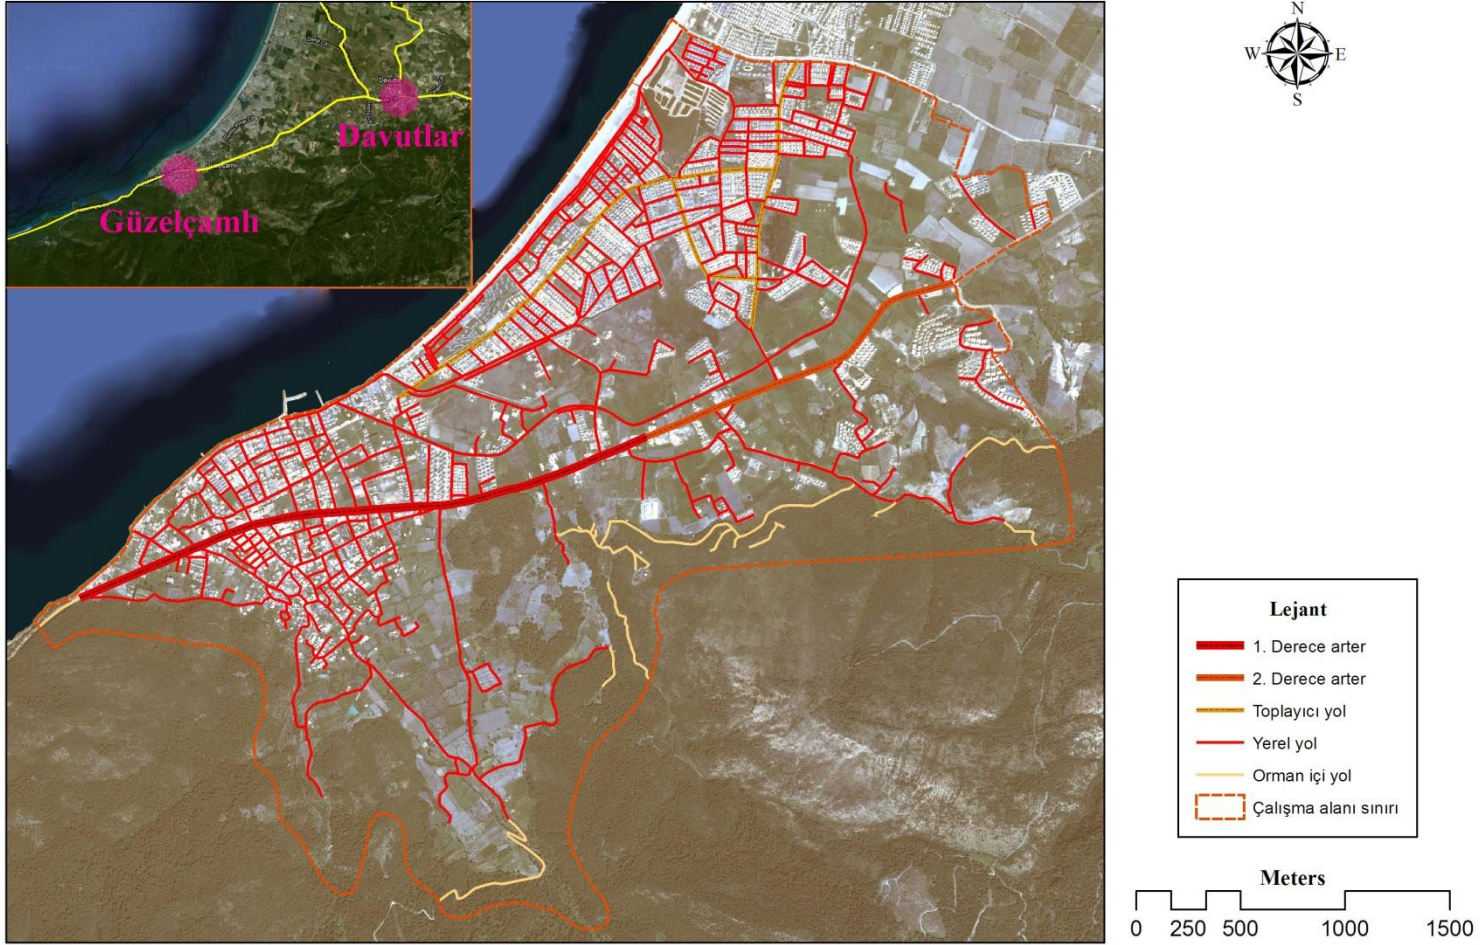 Davutlar
Güzelçamlı
N
W
E
S
Lejant
1. Derece arter
2. Derece arter
Toplayıcı yol
Yerel yol
Orman içi yol
Çalışma alanı sınırı
Meters
0 250 500 1000 1500